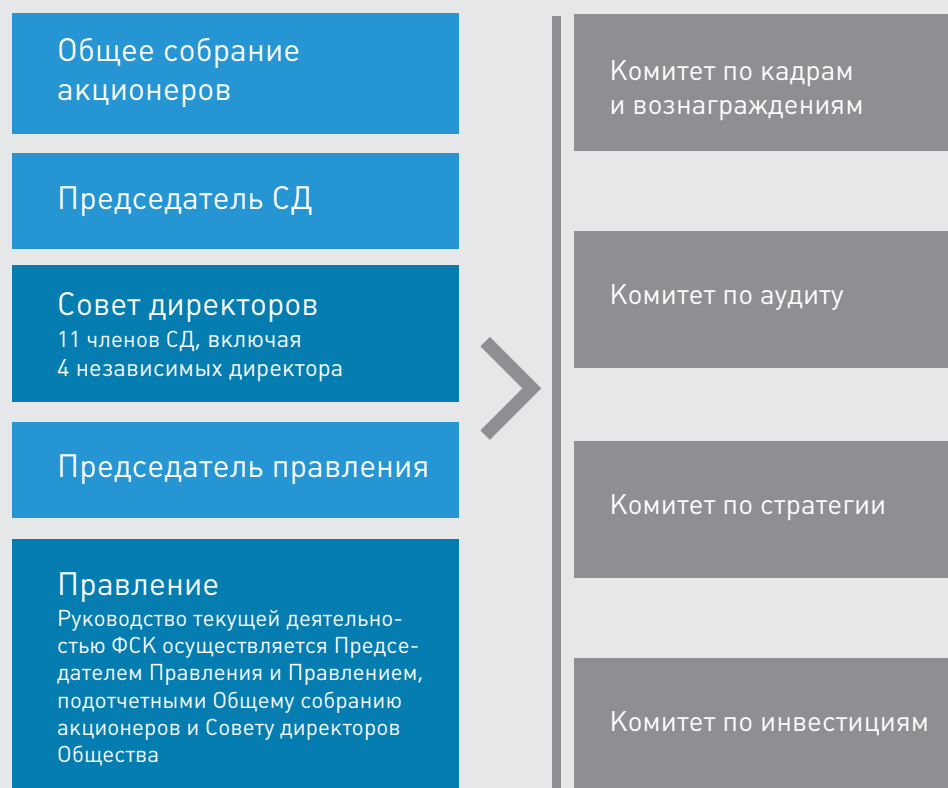 Общее собрание
акционеров
Председатель СД
Совет директоров
11 членов СД, включая
4 независимых директора
Председатель правления
Правление
Руководство текущей деятельно-
стью ФСК осуществляется Предсе-
дателем Правления и Правлением,
подотчетными Общему собранию
акционеров и Совету директоров
Общества
Комитет по кадрам
и вознаграждениям
Комитет по аудиту
Комитет по стратегии
Комитет по инвестициям